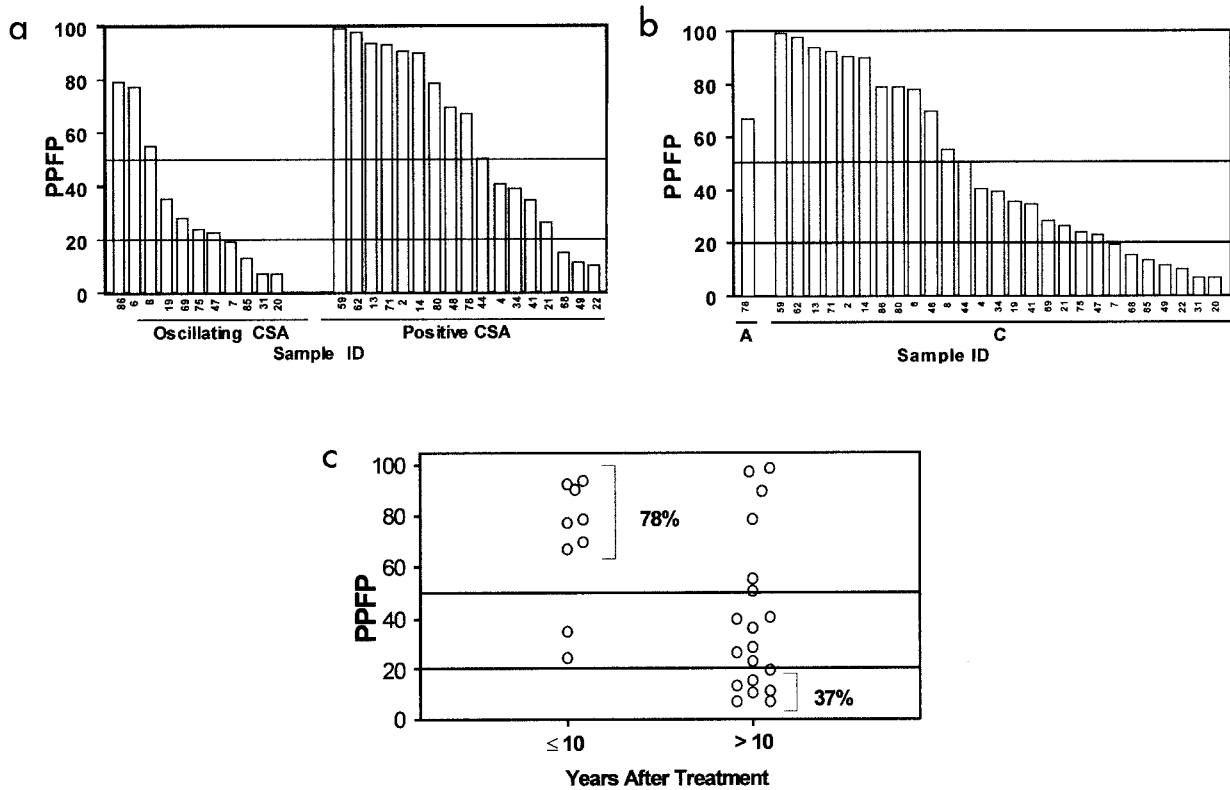 a
PPFP
100
80
60
40
20
0
86 6 8 19 69 75 47 7 85 31 20
59 62 13 71 2 14 80 48 78 44 4 34 41 21 68 49 22
Oscillating CSA
Positive CSA
Sample ID
b
PPFP
100
80
60
40
20
0
78
59 62 13 71 2 14 86 80 6 48 8 44 4 34 19 41 69 21 75 47 7 68 85 49 22 31 20
A
C
Sample ID
c
PPFP
100
80
60
40
20
0
78%
37%
≤ 10
> 10
Years After Treatment